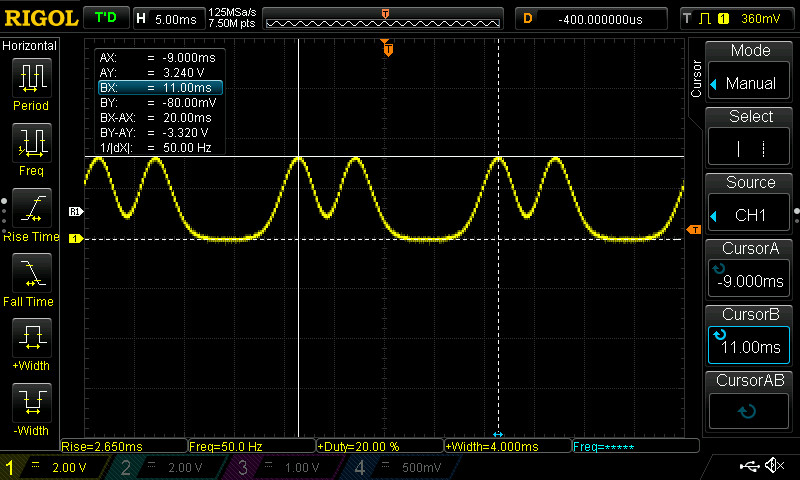 RIGOL T'D H 5.00ms 125MSa/s D -400.000000us T 1 360mV
7.50M pts
T
Horizontal
Period
Freq
Rise Time
Fall Time
+Width
-Width
T
AX: = -9.000ms
AY: = 3.240 V
BX: = 11.00ms
BY: = -80.00mV
BX-AX: = 20.00ms
BY-AY: = -3.320 V
1/|dX|: = 50.00 Hz
R1
1
T
Cursor
Mode
Manual
Select
Source
CH1
CursorA
-9.000ms
CursorB
11.00ms
CursorAB
Rise=2.650ms Freq=50.0 Hz +Duty=20.00 % +Width=4.000ms Freq=*****
1 2.00 V 2 2.00 V 3 1.00 V 4 500mV